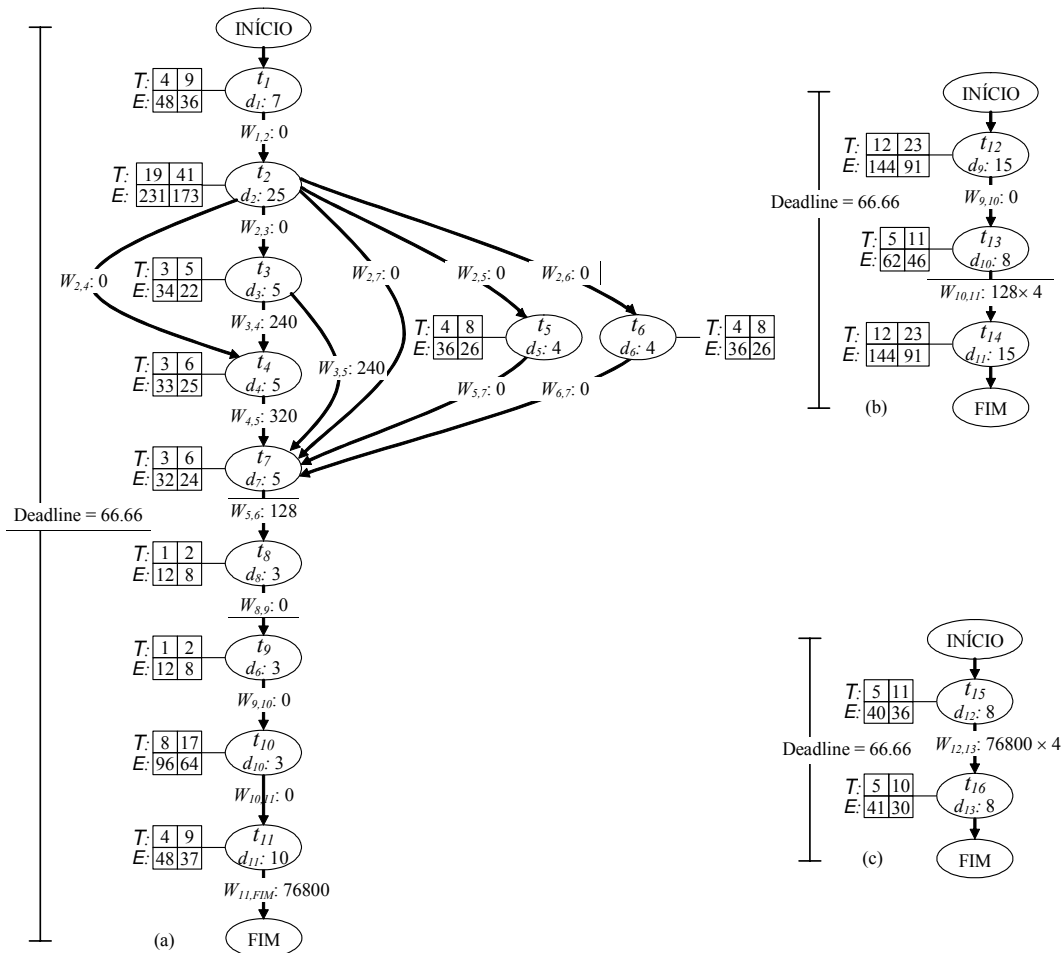 INÍCIO
T: 4 9
E: 48 36
t1
d1: 7
W1,2: 0
T: 19 41
E: 231 173
t2
d2: 25
W2,4: 0
W2,3: 0
W2,7: 0
W2,5: 0
W2,6: 0
T: 3 5
E: 34 22
t3
d3: 5
W3,4: 240
W3,5: 240
T: 4 8
E: 36 26
t5
d5: 4
t6
d6: 4
T: 4 8
E: 36 26
T: 3 6
E: 33 25
t4
d4: 5
W4,5: 320
W5,7: 0
W6,7: 0
T: 3 6
E: 32 24
t7
d7: 5
W5,6: 128
Deadline = 66.66
T: 1 2
E: 12 8
t8
d8: 3
W8,9: 0
T: 1 2
E: 12 8
t9
d6: 3
W9,10: 0
T: 8 17
E: 96 64
t10
d10: 3
W10,11: 0
T: 4 9
E: 48 37
t11
d11: 10
W11,FIM: 76800
FIM
(a)
INÍCIO
T: 12 23
E: 144 91
t12
d9: 15
Deadline = 66.66
W9,10: 0
T: 5 11
E: 62 46
t13
d10: 8
W10,11: 128× 4
T: 12 23
E: 144 91
t14
d11: 15
FIM
(b)
INÍCIO
T: 5 11
E: 40 36
t15
d12: 8
Deadline = 66.66
W12,13: 76800 × 4
T: 5 10
E: 41 30
t16
d13: 8
FIM
(c)